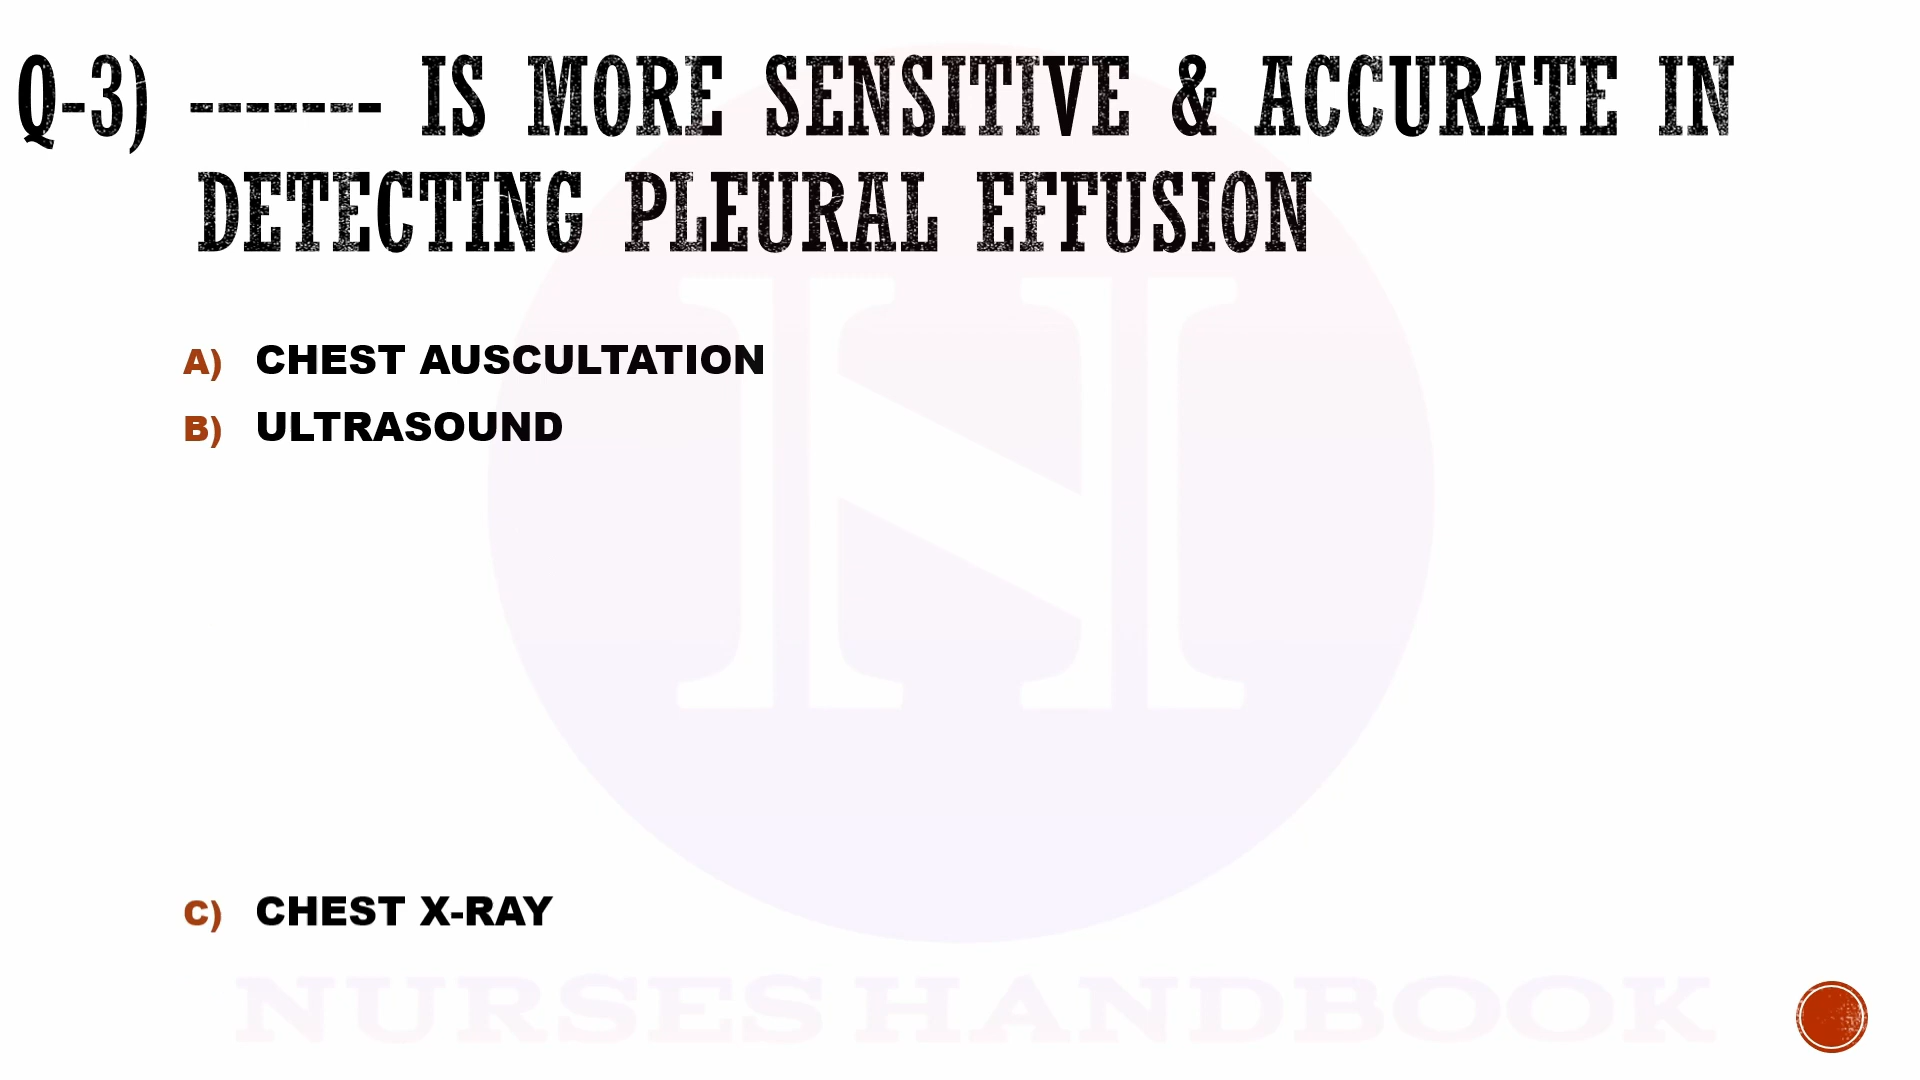 Q-3) ------- IS MORE SENSITIVE & ACCURATE IN
DETECTING PLEURAL EFFUSION
A) CHEST AUSCULTATION
B) ULTRASOUND
C) CHEST X-RAY
NURSES HANDBOOK